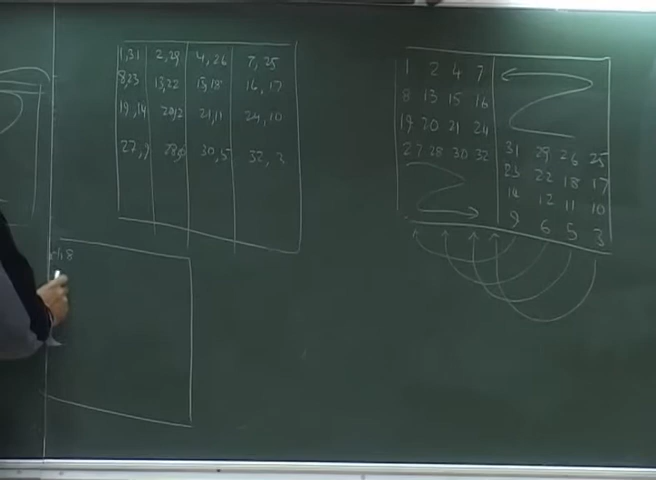 1,31 2,29 4,26 7,25
8,23 13,22 15,18 16,17
19,14 20,12 21,11 24,10
27,9 28,6 30,5 32,3
1 2 4 7
8 13 15 16
19 20 21 24
27 28 30 32
31 29 26 25
23 22 18 17
14 12 11 10
9 6 5 3